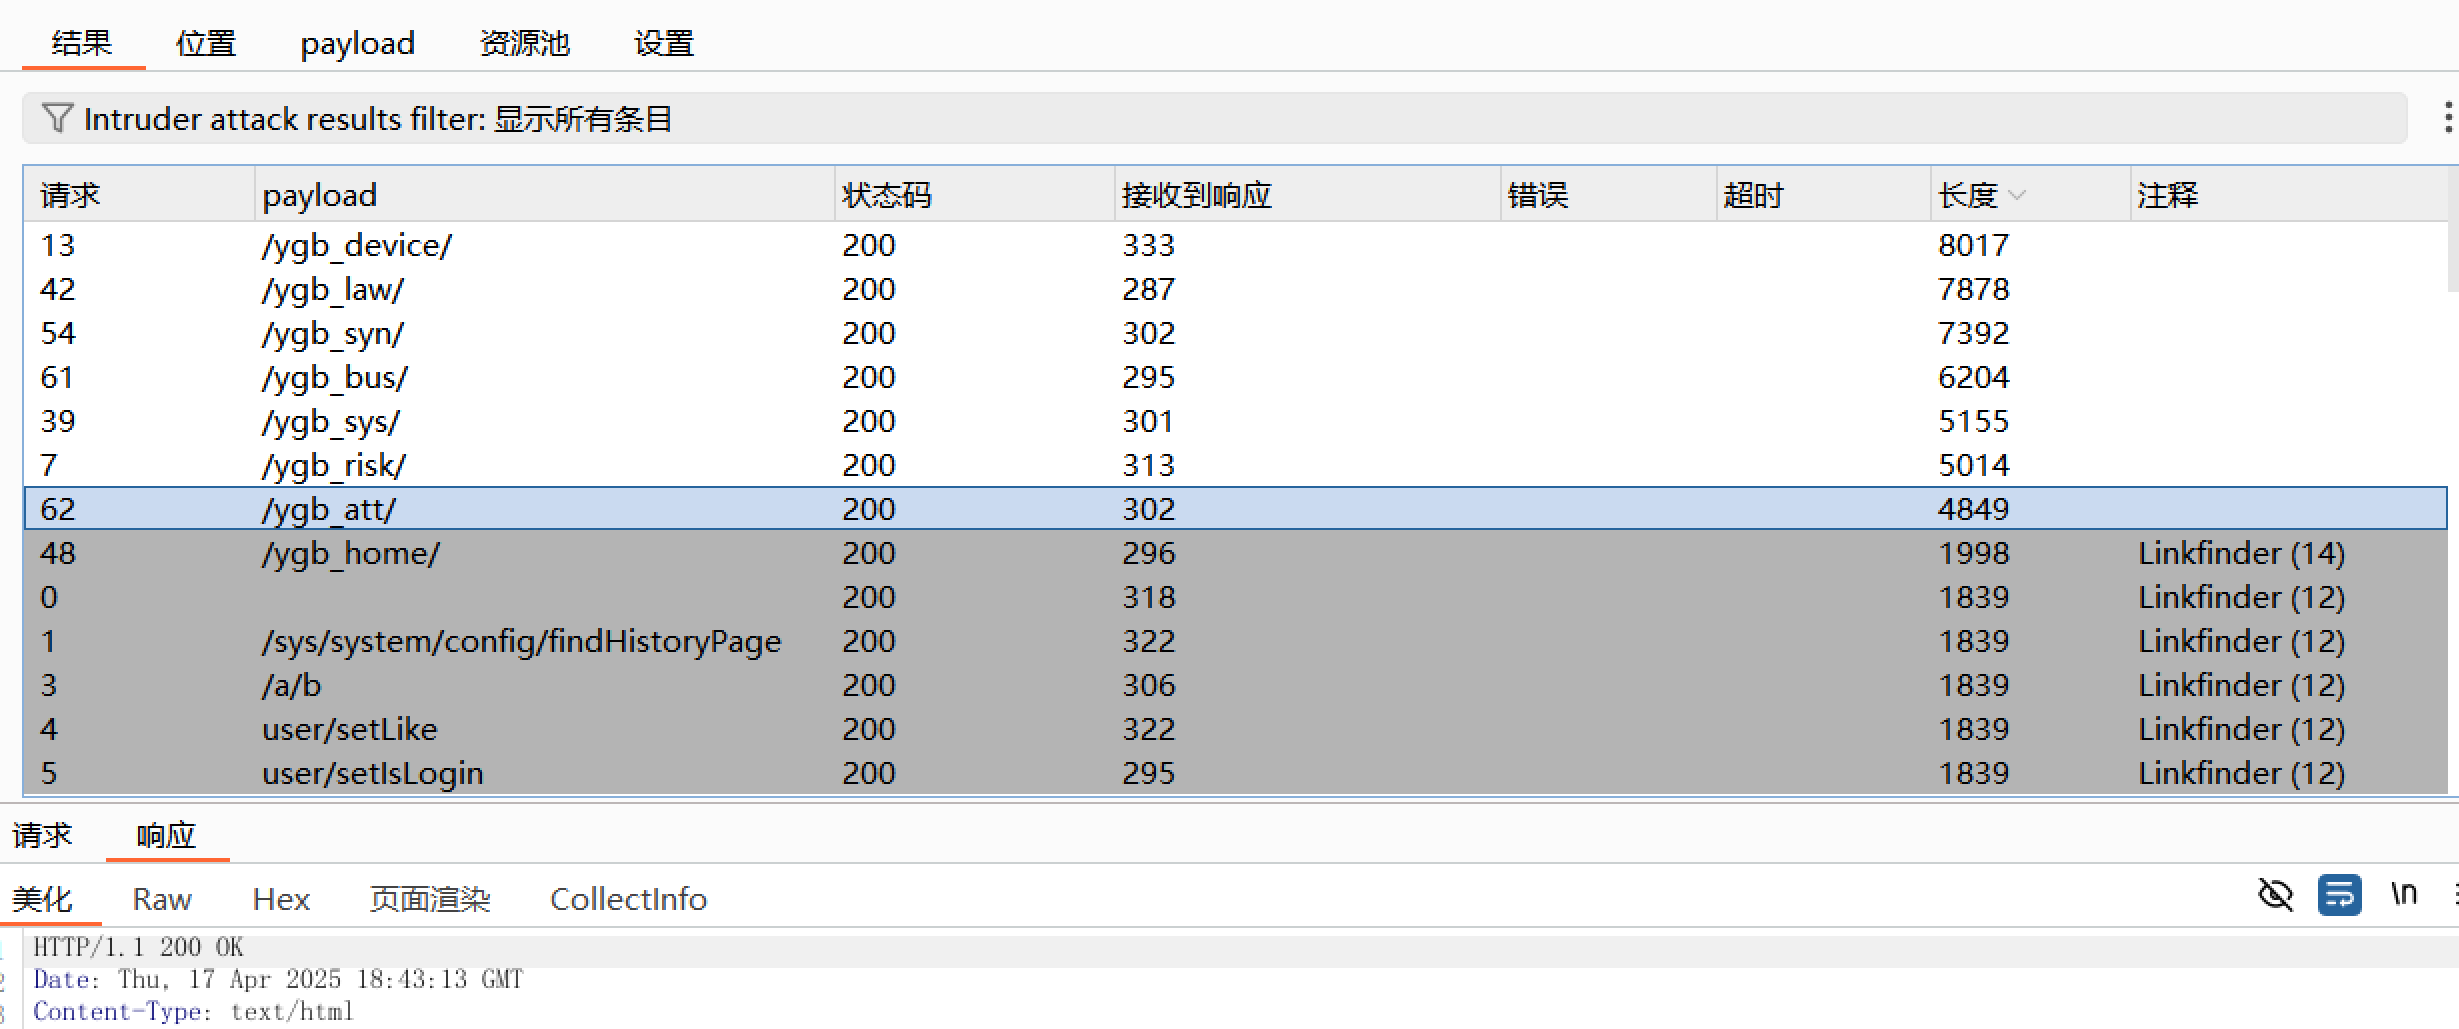 结果 位置 payload 资源池 设置
Intruder attack results filter: 显示所有条目
请求 payload 状态码 接收到响应 错误 超时 长度 注释
13 /ygb_device/ 200 333 8017
42 /ygb_law/ 200 287 7878
54 /ygb_syn/ 200 302 7392
61 /ygb_bus/ 200 295 6204
39 /ygb_sys/ 200 301 5155
7 /ygb_risk/ 200 313 5014
62 /ygb_att/ 200 302 4849
48 /ygb_home/ 200 296 1998 Linkfinder (14)
0 200 318 1839 Linkfinder (12)
1 /sys/system/config/findHistoryPage 200 322 1839 Linkfinder (12)
3 /a/b 200 306 1839 Linkfinder (12)
4 user/setLike 200 322 1839 Linkfinder (12)
5 user/setIsLogin 200 295 1839 Linkfinder (12)
请求 响应
美化 Raw Hex 页面渲染 CollectInfo \n
HTTP/1.1 200 OK
2 Date: Thu, 17 Apr 2025 18:43:13 GMT
3 Content-Type: text/html